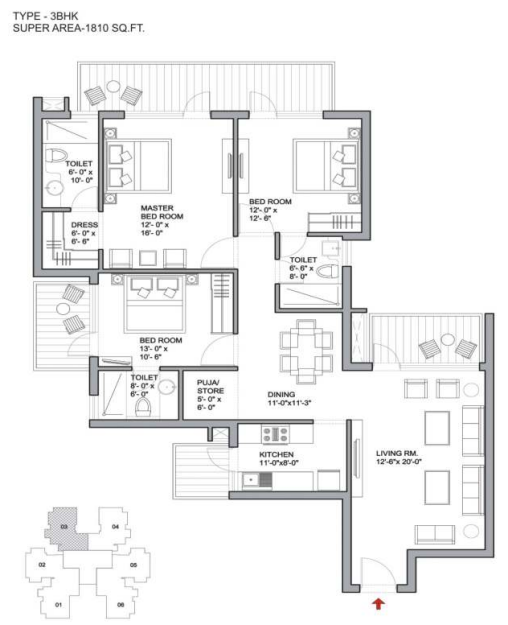 TYPE - 3BHK
SUPER AREA-1810 SQ.FT.
TOILET
6'- 0" x
10'- 0"
MASTER
BED ROOM
12'- 0" x
16'- 0"
BED ROOM
12'- 0" x
12'- 6"
DRESS
6'- 0" x
6'- 6"
TOILET
6'- 6" x
8'- 0"
BED ROOM
13'- 0" x
10'- 6"
TOILET
8'- 0" x
6'- 0"
PUJA/
STORE
5'- 0" x
6'- 0"
DINING
11'-0"x11'-3"
KITCHEN
11'-0"x8'-0"
LIVING RM.
12'-6"x 20'-0"
03
04
02
05
01
06